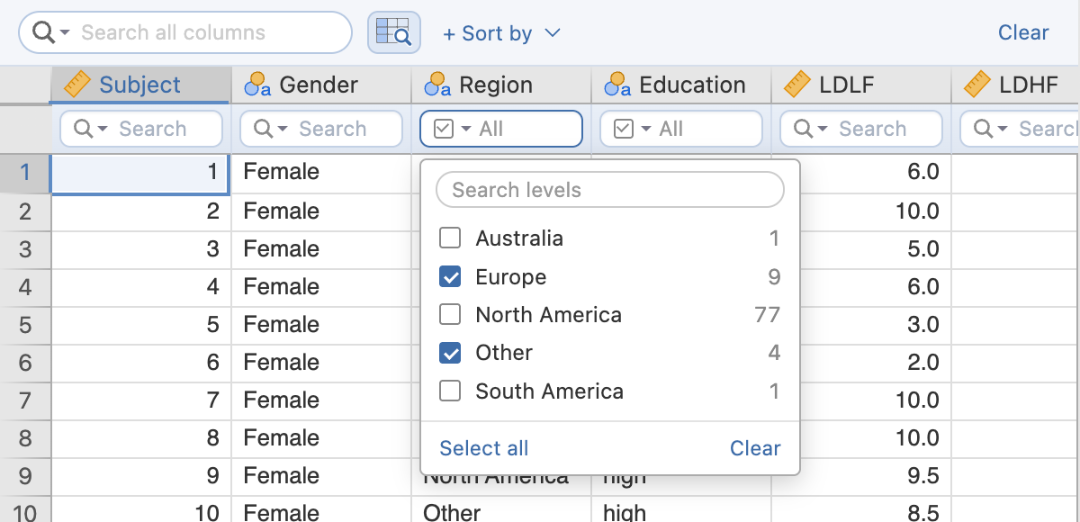 Search all columns + Sort by Clear
Subject Gender Region Education LDLF LDHF
Search Search All All Search Search
1 1 Female 6.0
Search levels
2 2 Female 10.0
Australia 1
3 3 Female 5.0
Europe 9
4 4 Female 6.0
North America 77
5 5 Female 3.0
Other 4
6 6 Female 2.0
South America 1
7 7 Female 10.0
8 8 Female 10.0
Select all Clear
9 9 Female North America high 9.5
10 10 Female Other high 8.5